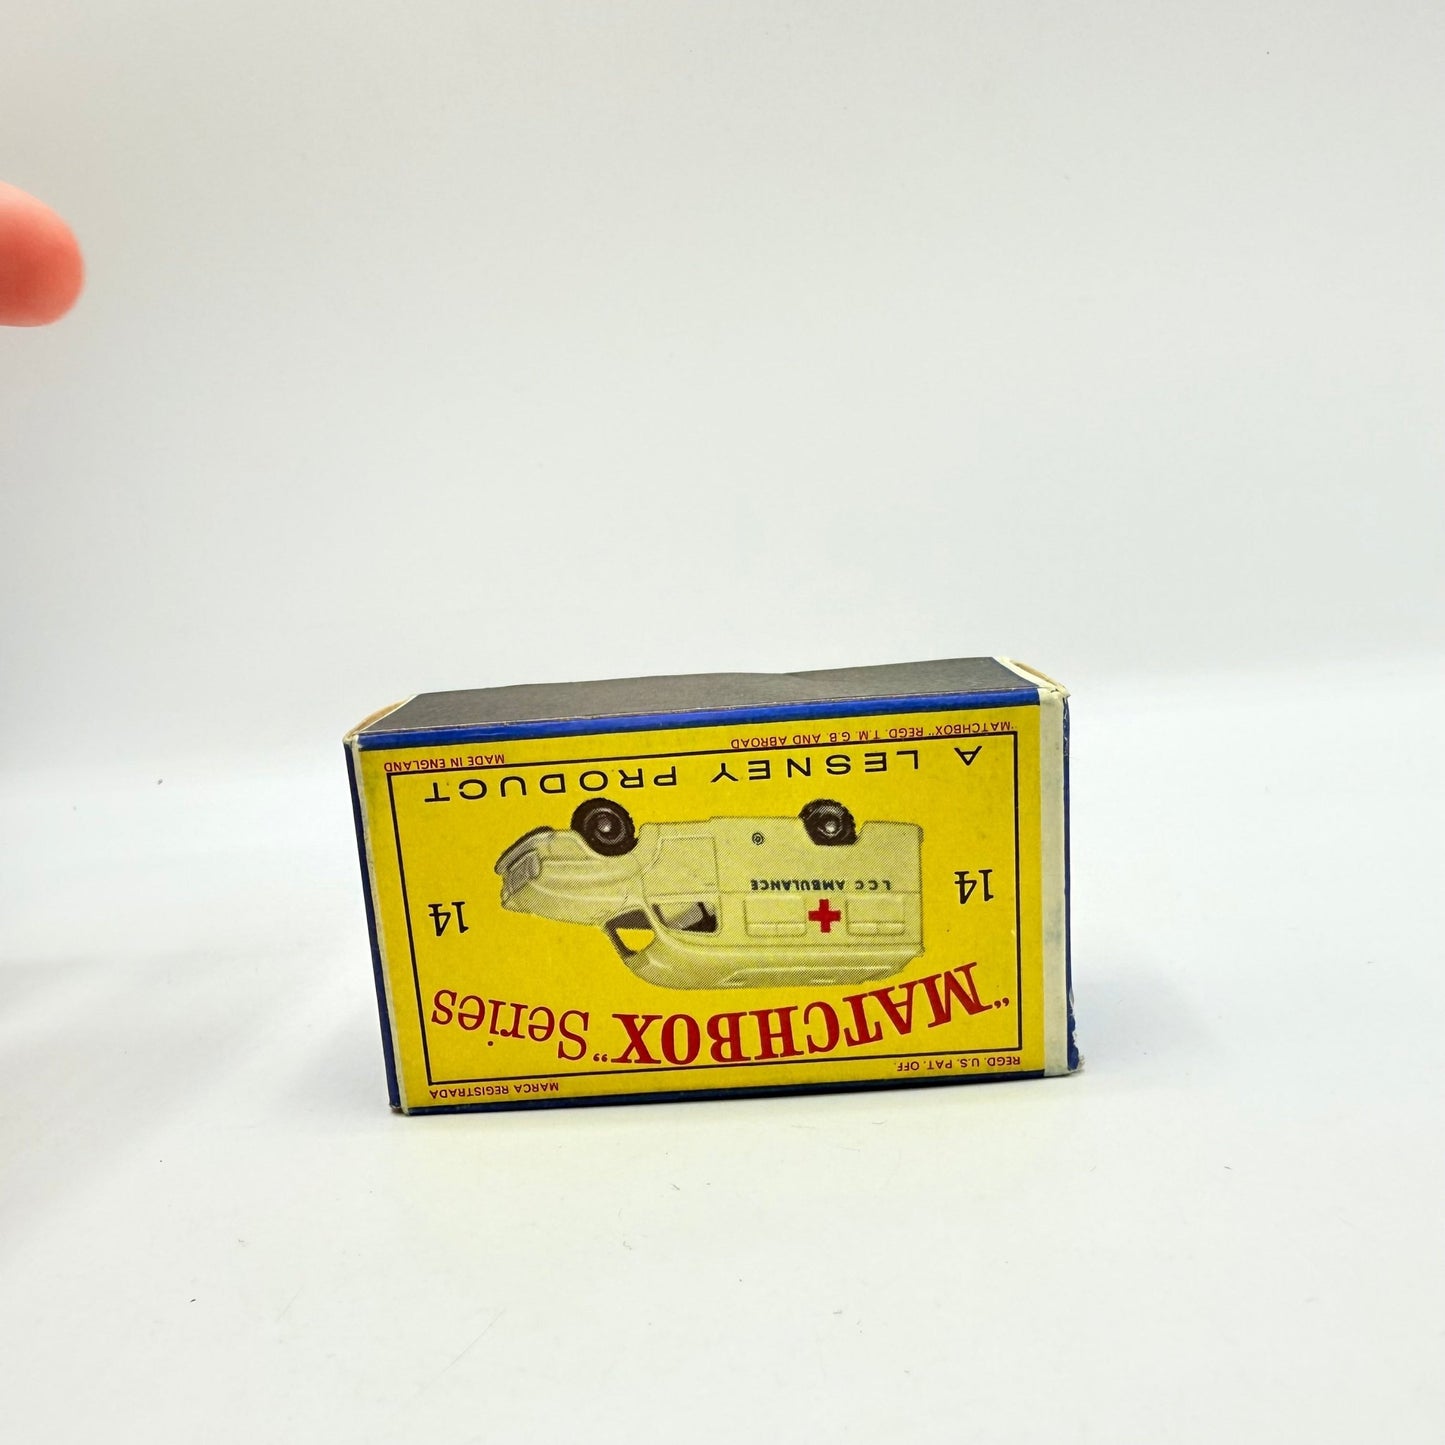 REGD. U.S. PAT. OFF. MARCA REGISTRADA
"MATCHBOX" Series
14 14
LCC AMBULANCE
A LESNEY PRODUCT
"MATCHBOX" REGD. T.M. G.B. AND ABROAD MADE IN ENGLAND